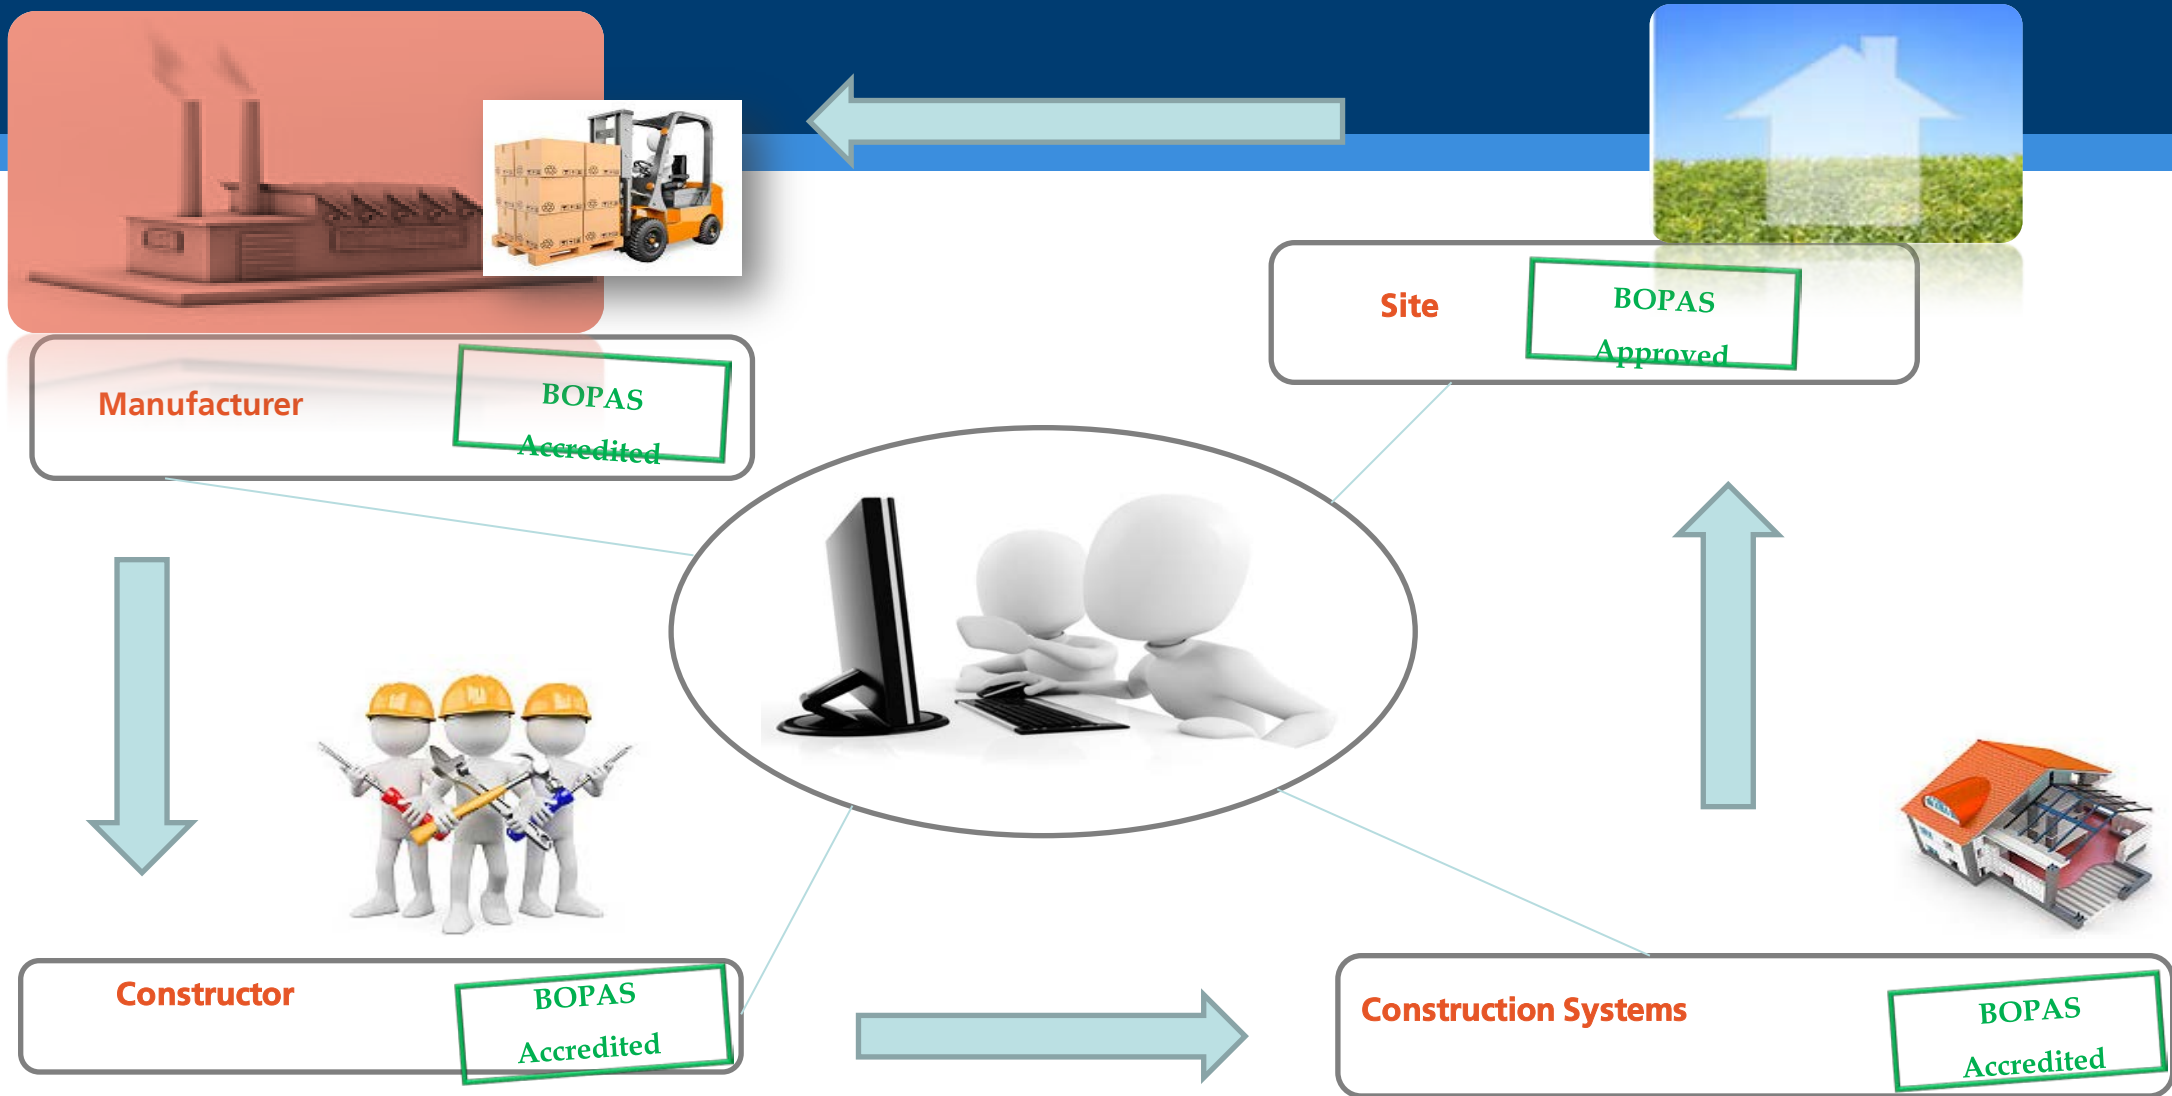 Site
BOPAS
Approved
Manufacturer
BOPAS
Accredited
Constructor
BOPAS
Accredited
Construction Systems
BOPAS
Accredited